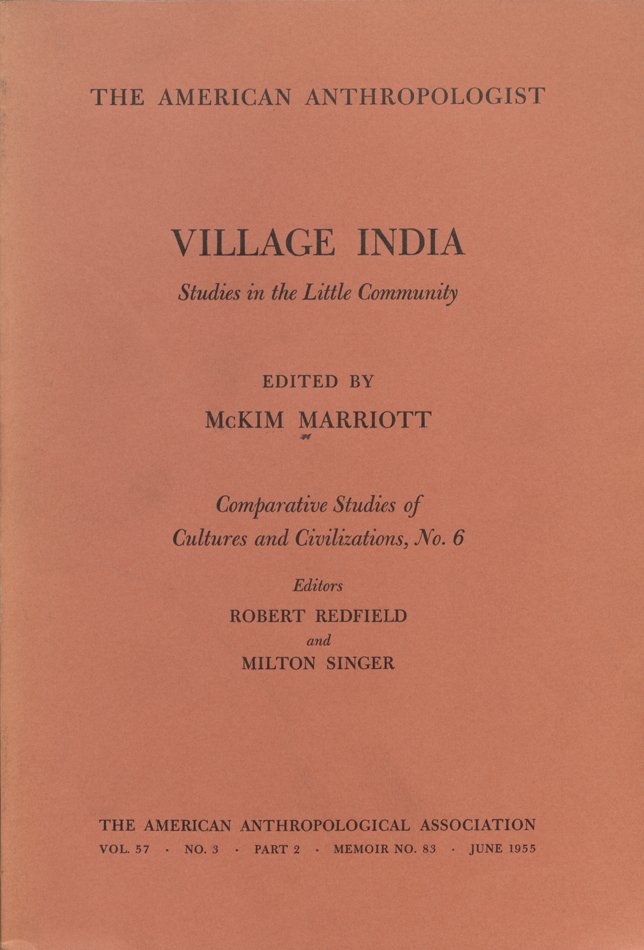 THE AMERICAN ANTHROPOLOGIST
VILLAGE INDIA
Studies in the Little Community
EDITED BY
McKIM MARRIOTT
Comparative Studies of
Cultures and Civilizations, No. 6
Editors
ROBERT REDFIELD
and
MILTON SINGER
THE AMERICAN ANTHROPOLOGICAL ASSOCIATION
VOL. 57 · NO. 3 · PART 2 · MEMOIR NO. 83 · JUNE 1955